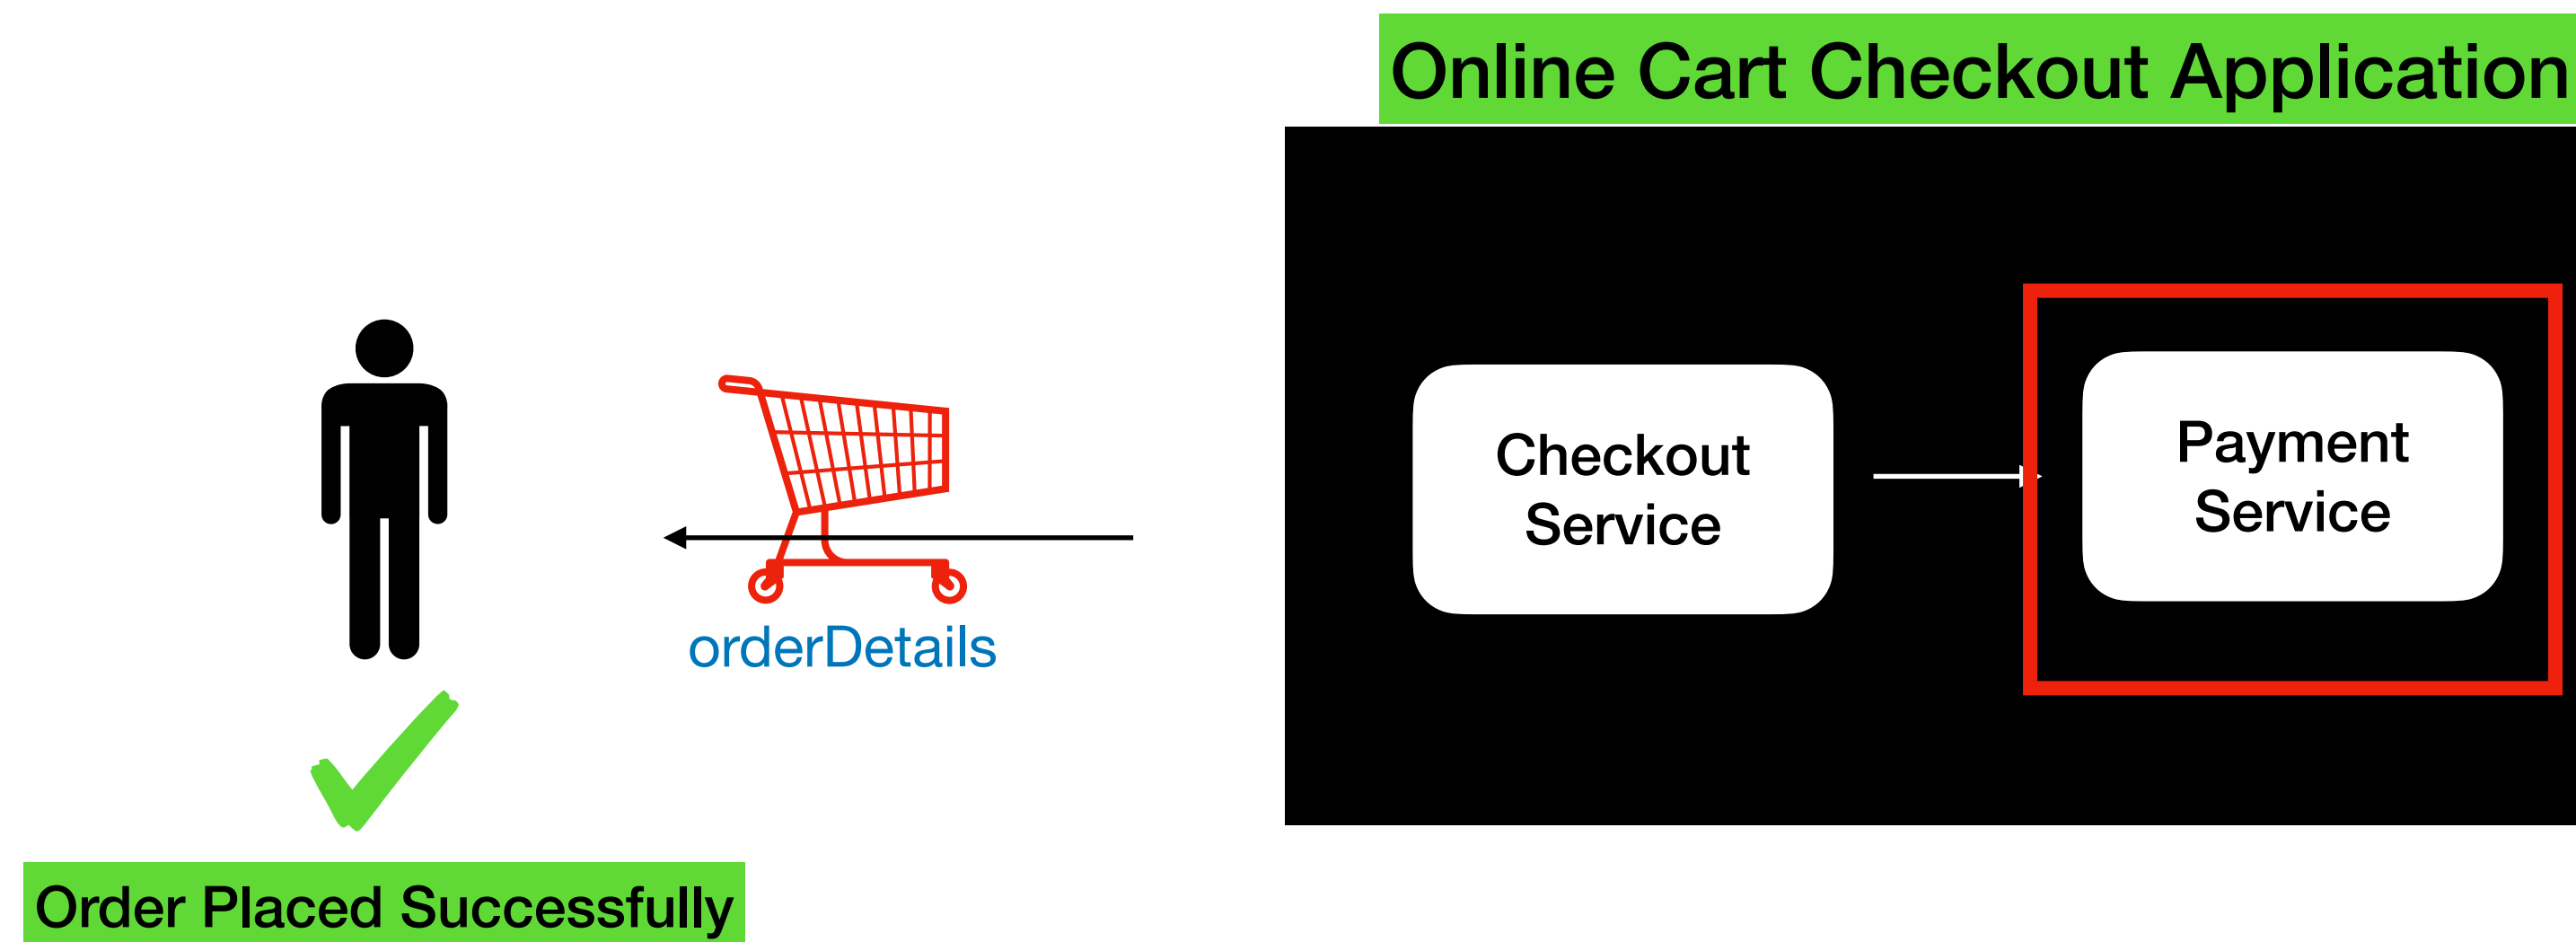 Online Cart Checkout Application
Checkout
Service
Payment
Service
orderDetails
Order Placed Successfully